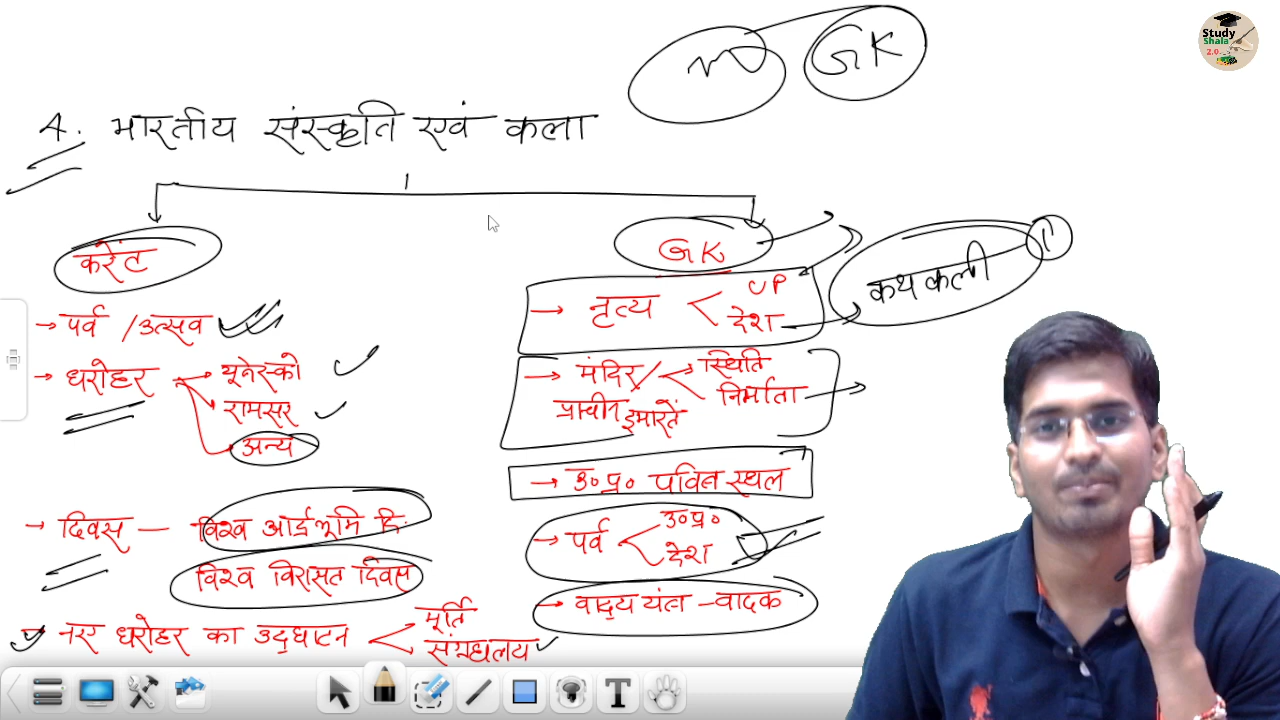 Study
Shala
2.0
GK
4. भारतीय संस्कृति एवं कला
करेंट
→ पर्व / उत्सव
→ धरोहर
→ यूनेस्को
→ रामसर
→ अन्य
→ दिवस — विश्व आर्द्र भूमि दि.
विश्व विरासत दिवस
नए धरोहर का उद्घाटन
→ मूर्ति
→ संग्रहालय
GK
→ नृत्य
UP
देश
कथकली
→ मंदिर /
प्राचीन इमारतें
→ स्थिति
→ निर्माता
→ उ०प्र० पवित्र स्थल
→ पर्व
उ०प्र०
देश
→ वाद्य यंत्र - वादक
T